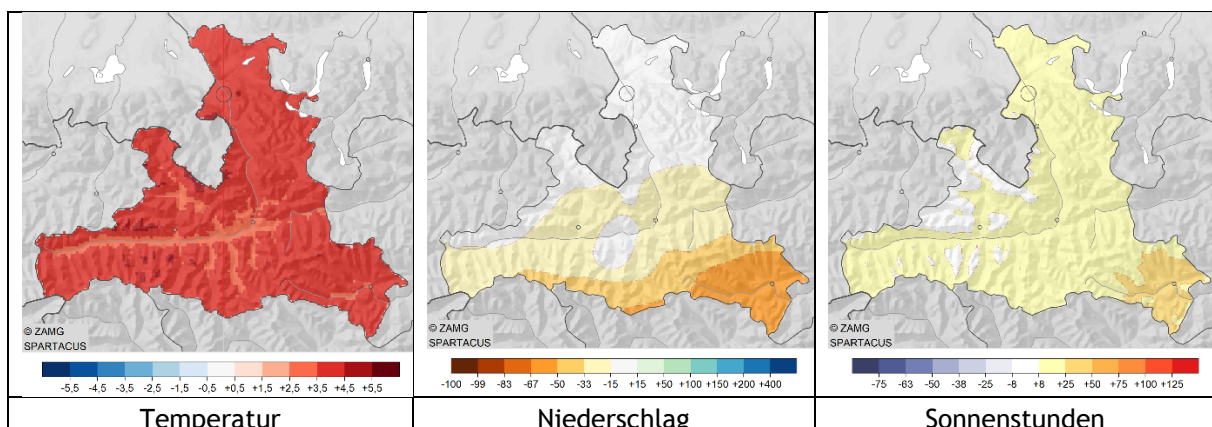 © ZAMG
SPARTACUS
-5,5 -4,5 -3,5 -2,5 -1,5 -0,5 +0,5 +1,5 +2,5 +3,5 +4,5 +5,5
Temperatur
© ZAMG
SPARTACUS
-100 -99 -83 -67 -50 -33 -15 +15 +50 +100 +150 +200 +400
Niederschlag
© ZAMG
SPARTACUS
-75 -63 -50 -38 -25 -8 +8 +25 +50 +75 +100 +125
Sonnenstunden